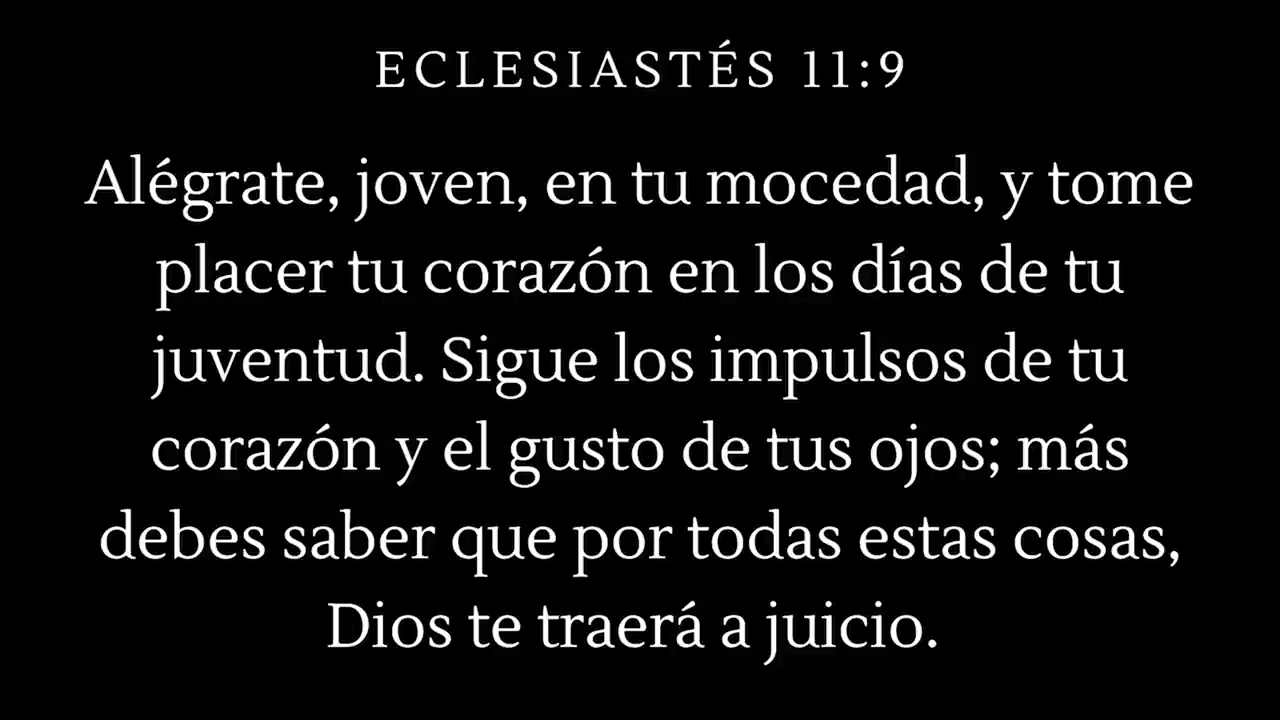 ECLESIASTÉS 11:9
Alégrate, joven, en tu mocedad, y tome
placer tu corazón en los días de tu
juventud. Sigue los impulsos de tu
corazón y el gusto de tus ojos; más
debes saber que por todas estas cosas,
Dios te traerá a juicio.